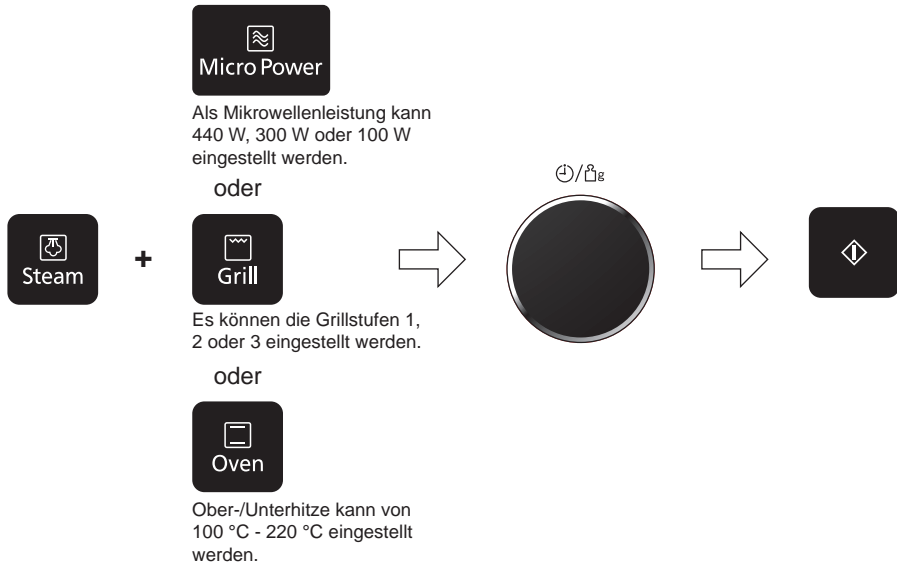 Micro Power
Als Mikrowellenleistung kann
440 W, 300 W oder 100 W
eingestellt werden.
oder
Steam
+
Grill
Es können die Grillstufen 1,
2 oder 3 eingestellt werden.
oder
Oven
Ober-/Unterhitze kann von
100 °C - 220 °C eingestellt
werden.
/ g